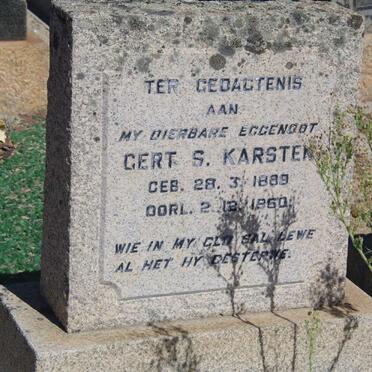 TER GEDAGTENIS
AAN
MY DIERBARE EGGENOOT
GERT S. KARSTEN
GEB. 28. 3. 1889
OORL. 2. 12. 1960.
WIE IN MY GLO SAL LEWE
AL HET HY GESTERWE.